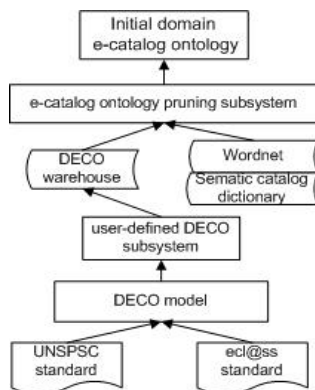 Initial domain
e-catalog ontology
e-catalog ontology pruning subsystem
DECO
warehouse
Wordnet
Sematic catalog
dictionary
user-defined DECO
subsystem
DECO model
UNSPSC
standard
ecl@ss
standard